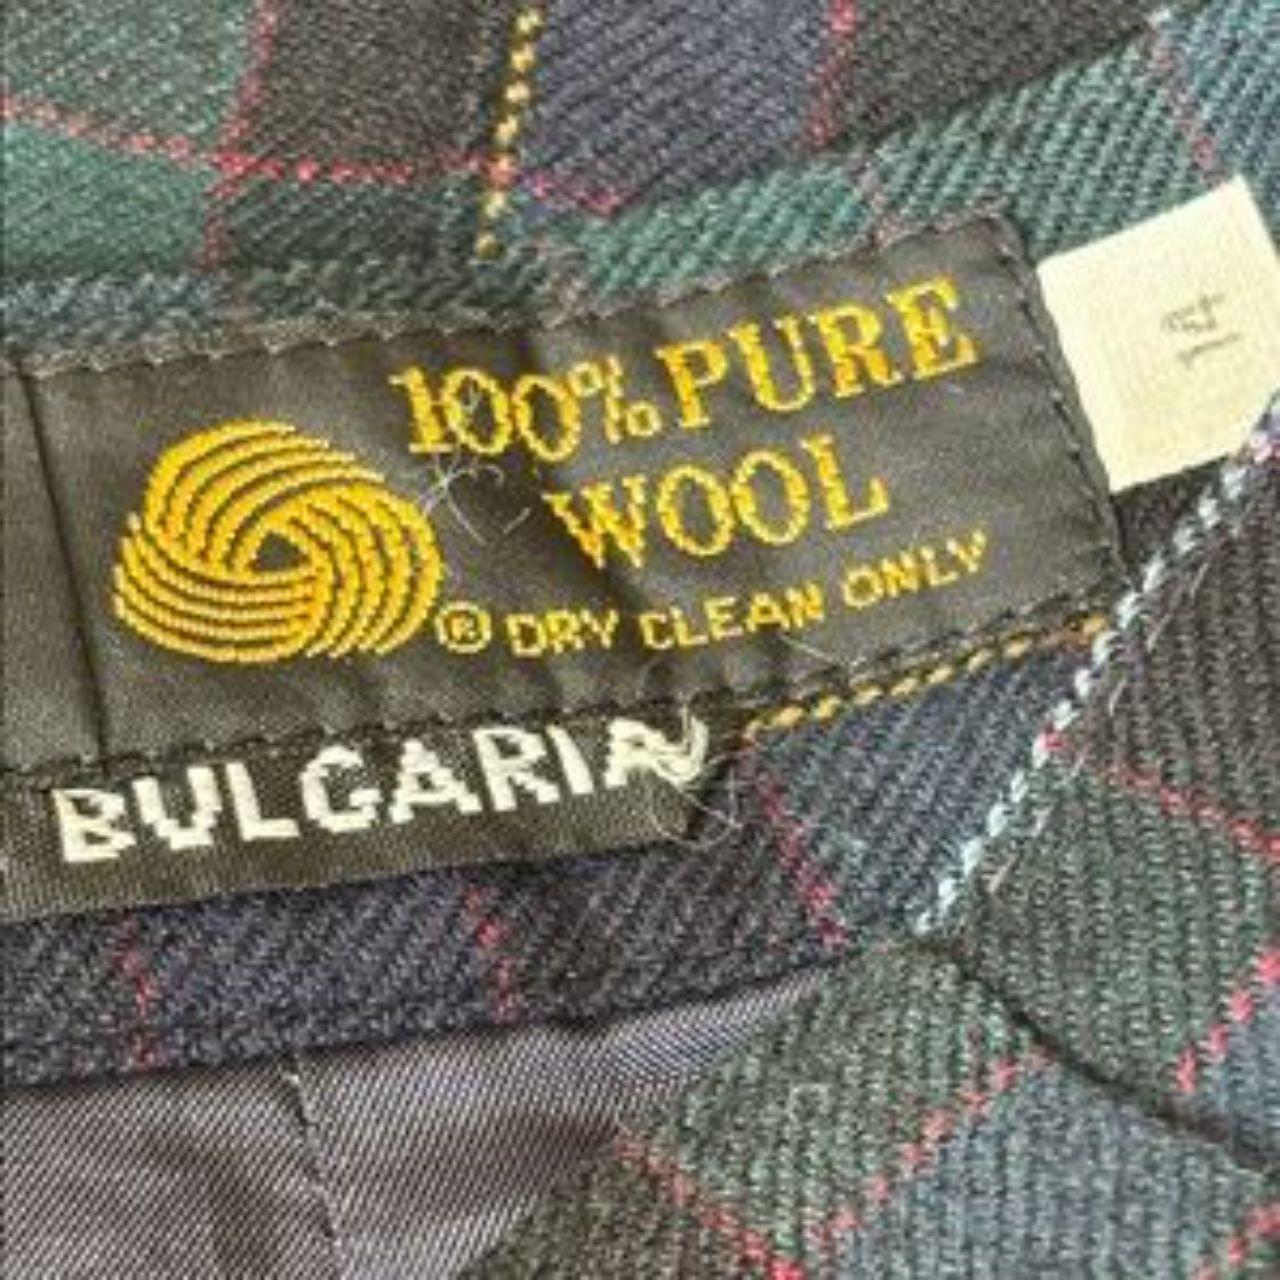 100% PURE
WOOL
® DRY CLEAN ONLY
BULGARIA
14